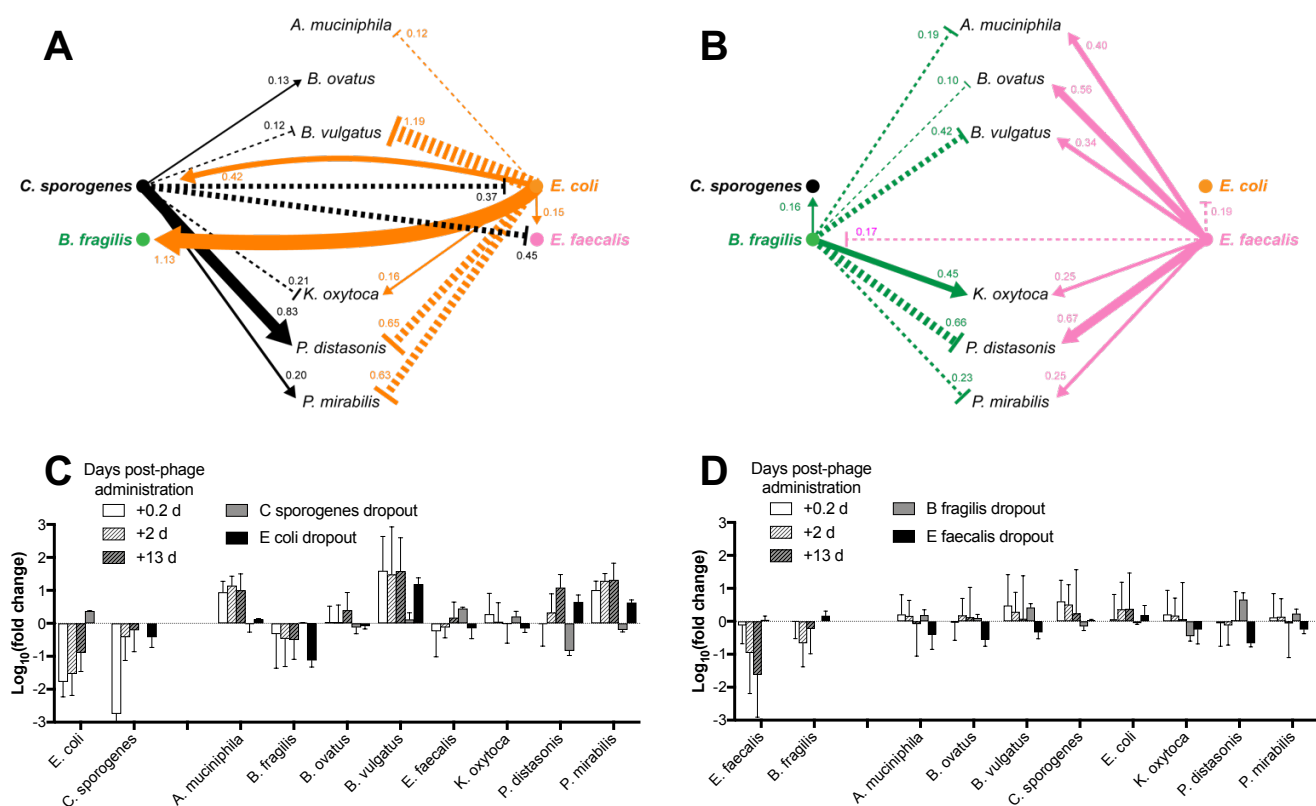 A
A. muciniphila
0.12
0.13
B. ovatus
0.12
B. vulgatus
1.19
0.42
C. sporogenes
E. coli
0.37
0.15
B. fragilis
E. faecalis
1.13
0.45
0.16
0.21
K. oxytoca
0.83
0.65
P. distasonis
0.63
0.20
P. mirabilis
B
A. muciniphila
0.19
0.40
B. ovatus
0.10
0.56
B. vulgatus
0.42
0.34
C. sporogenes
E. coli
0.16
0.19
B. fragilis
0.17
E. faecalis
0.45
0.25
K. oxytoca
0.66
0.67
P. distasonis
0.23
0.25
P. mirabilis
C
Days post-phage
administration
+0.2 d
+2 d
+13 d
C sporogenes dropout
E coli dropout
Log10(fold change)
3
2
1
0
-1
-2
-3
E. coli
C. sporogenes
A. muciniphila
B. fragilis
B. ovatus
B. vulgatus
E. faecalis
K. oxytoca
P. distasonis
P. mirabilis
D
Days post-phage
administration
+0.2 d
+2 d
+13 d
B fragilis dropout
E faecalis dropout
Log10(fold change)
3
2
1
0
-1
-2
-3
E. faecalis
B. fragilis
A. muciniphila
B. ovatus
B. vulgatus
C. sporogenes
E. coli
K. oxytoca
P. distasonis
P. mirabilis